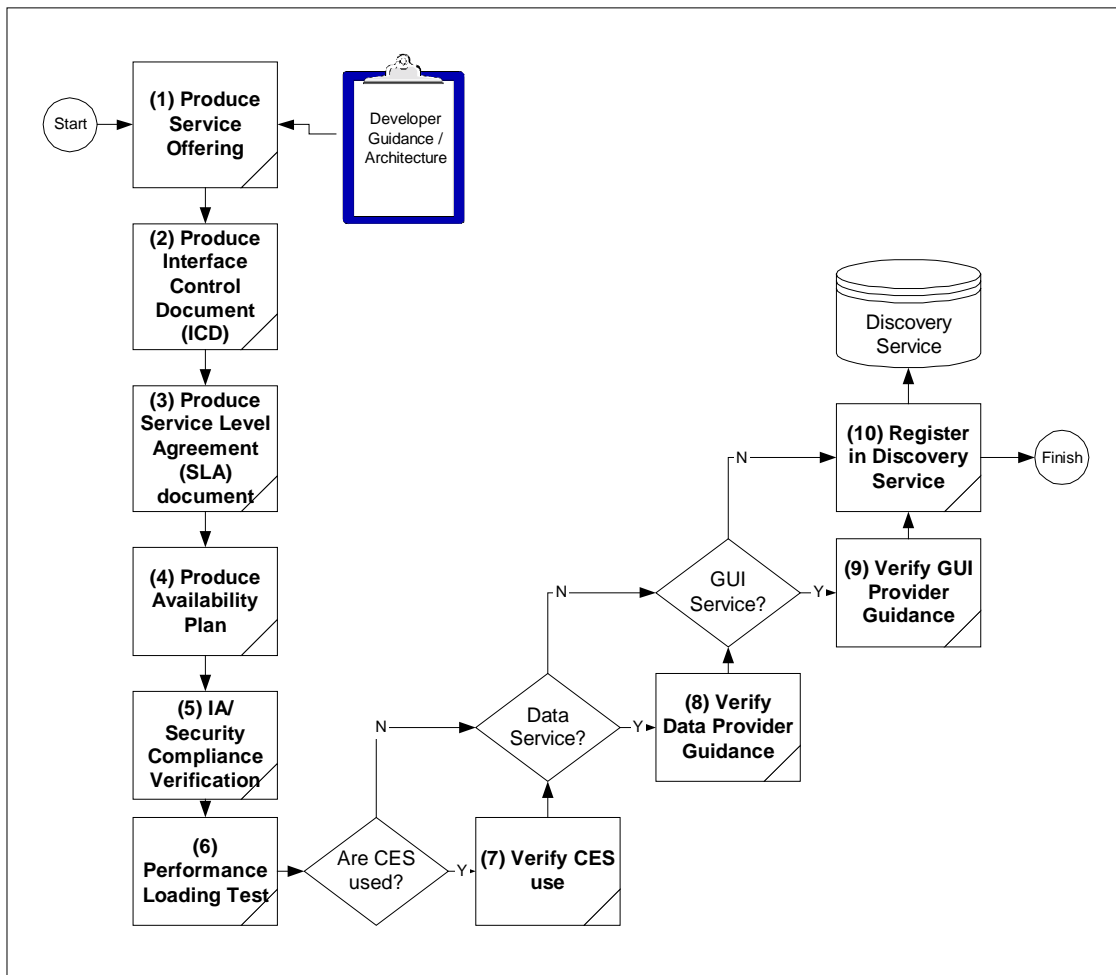 Start
(1) Produce
Service
Offering
Developer
Guidance /
Architecture
(2) Produce
Interface
Control
Document
(ICD)
(3) Produce
Service Level
Agreement
(SLA)
document
(4) Produce
Availability
Plan
(5) IA/
Security
Compliance
Verification
(6)
Performance
Loading Test
Are CES
used?
N
Y
(7) Verify CES
use
Data
Service?
N
Y
(8) Verify
Data Provider
Guidance
GUI
Service?
N
Y
(9) Verify GUI
Provider
Guidance
(10) Register
in Discovery
Service
Discovery
Service
Finish